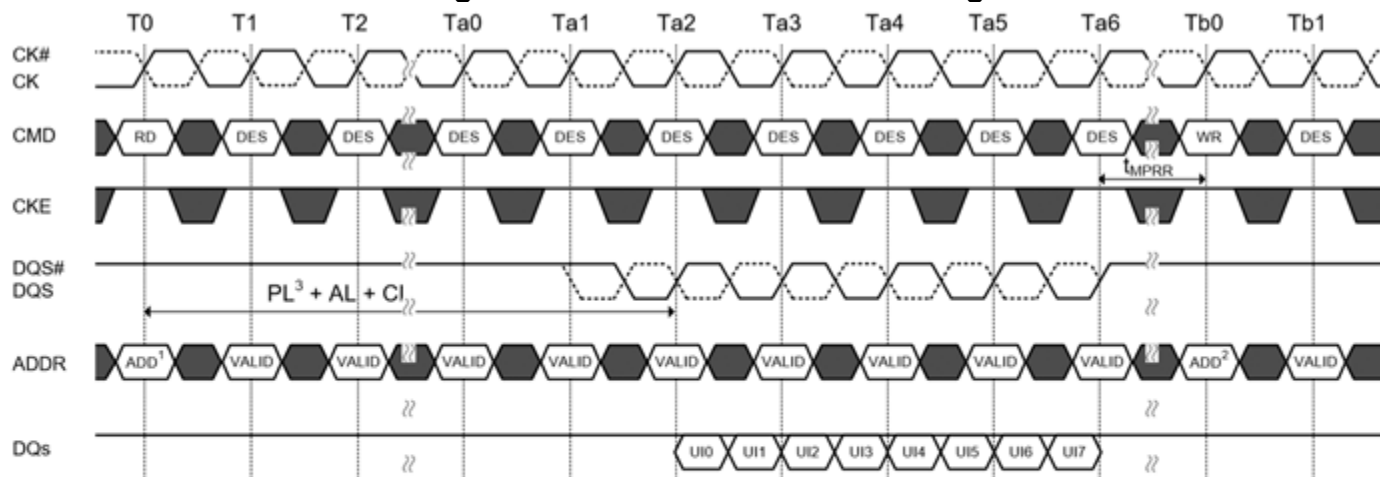 T0 T1 T2 Ta0 Ta1 Ta2 Ta3 Ta4 Ta5 Ta6 Tb0 Tb1
CK#
CK
CMD RD DES DES DES DES DES DES DES DES DES WR DES
tMPRR
CKE
DQS#
DQS
PL³ + AL + CL
ADDR ADD¹ VALID VALID VALID VALID VALID VALID VALID VALID VALID ADD² VALID
DQs UI0 UI1 UI2 UI3 UI4 UI5 UI6 UI7